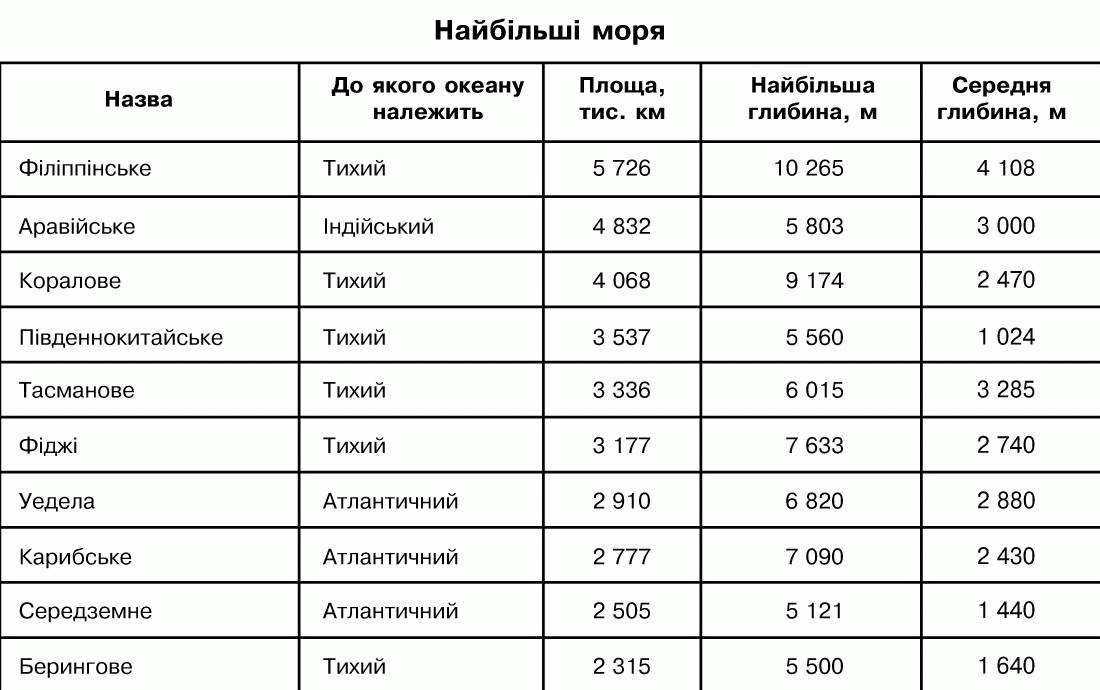 Найбільші моря
Назва До якого океану належить Площа, тис. км Найбільша глибина, м Середня глибина, м
Філіппінське Тихий 5 726 10 265 4 108
Аравійське Індійський 4 832 5 803 3 000
Коралове Тихий 4 068 9 174 2 470
Південнокитайське Тихий 3 537 5 560 1 024
Тасманове Тихий 3 336 6 015 3 285
Фіджі Тихий 3 177 7 633 2 740
Уедела Атлантичний 2 910 6 820 2 880
Карибське Атлантичний 2 777 7 090 2 430
Середземне Атлантичний 2 505 5 121 1 440
Берингове Тихий 2 315 5 500 1 640